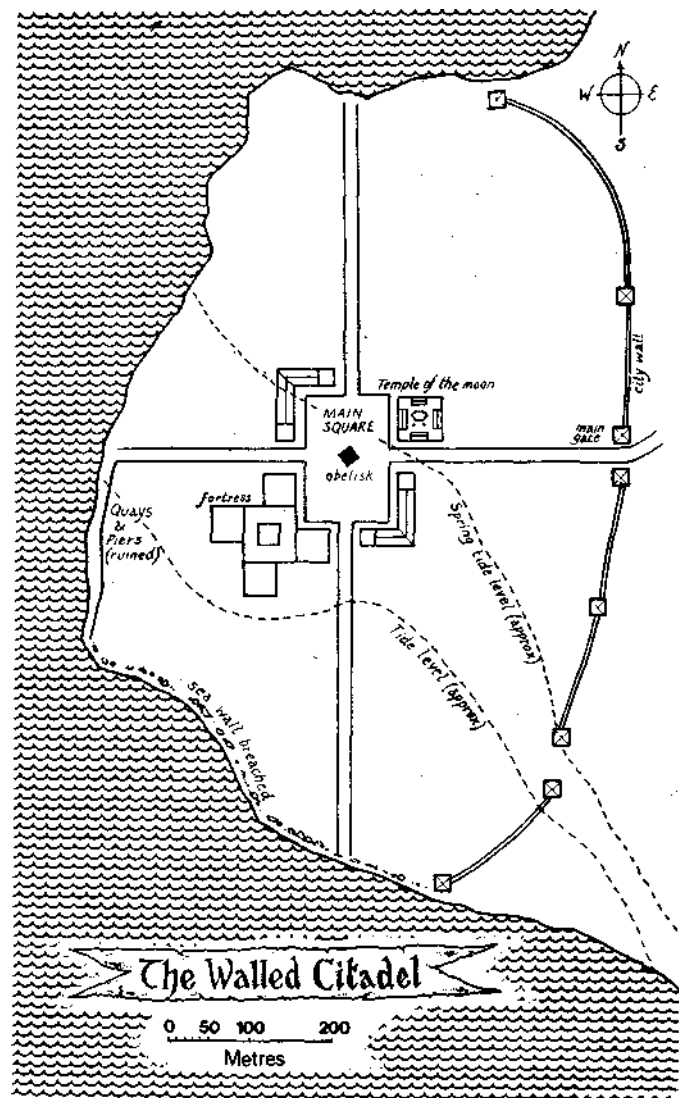 N
W E
S
city wall
Temple of the moon
MAIN
SQUARE
main
gate
obelisk
fortress
Quays
&
Piers
(ruined)
Spring tide level (approx)
Tide level (approx)
sea wall breached
The Walled Citadel
0 50 100 200
Metres